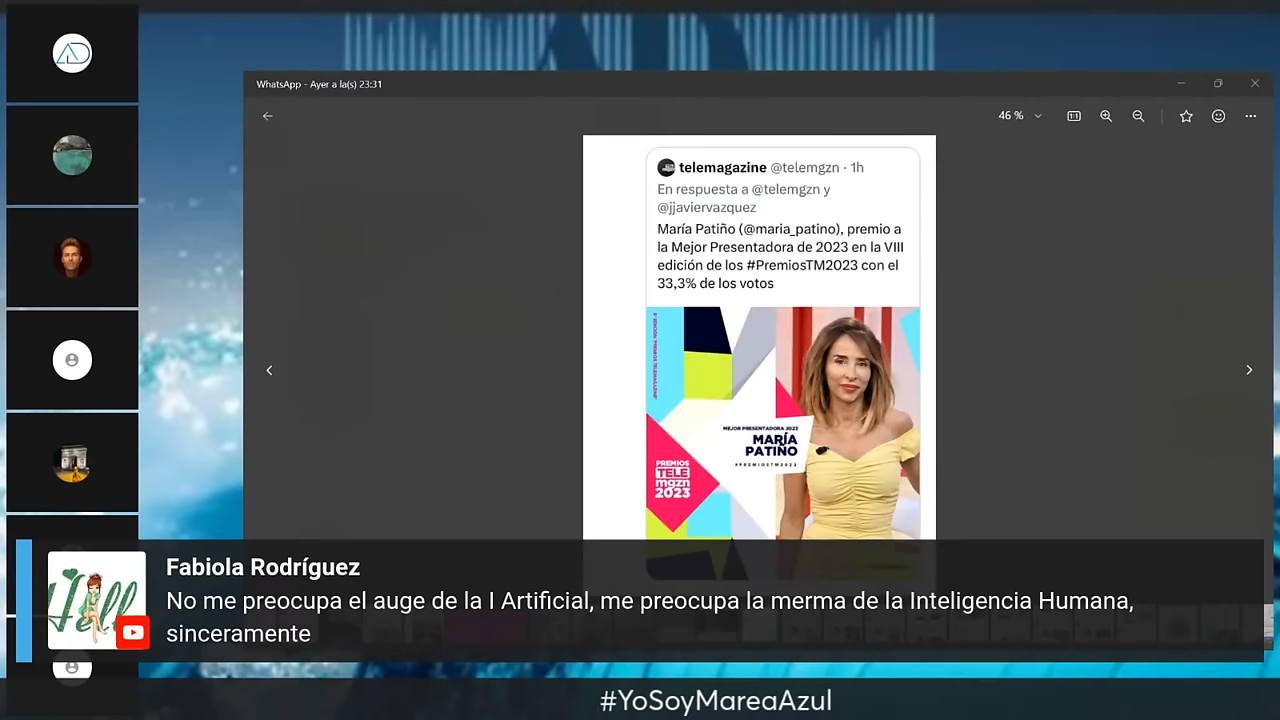 WhatsApp - Ayer a la(s) 23:31
46 %
telemagazine @telemgzn · 1h
En respuesta a @telemgzn y
@jjaviervazquez
María Patiño (@maria_patino), premio a
la Mejor Presentadora de 2023 en la VIII
edición de los #PremiosTM2023 con el
33,3% de los votos
MEJOR PRESENTADORA 2023
MARÍA
PATIÑO
#PREMIOSTM2023
PREMIOS
TELE
mgzn
2023
Fabiola Rodríguez
No me preocupa el auge de la I Artificial, me preocupa la merma de la Inteligencia Humana,
sinceramente
#YoSoyMareaAzul